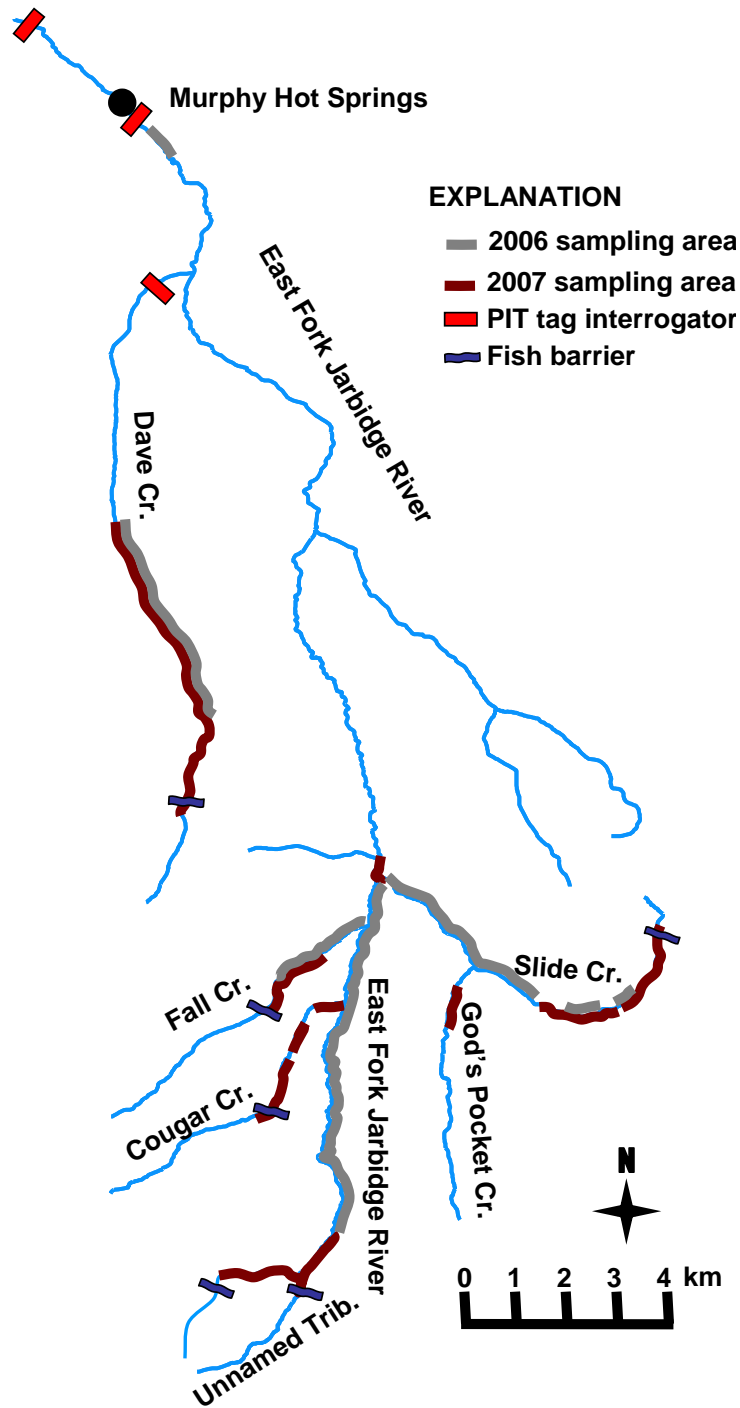 Murphy Hot Springs
EXPLANATION
2006 sampling area
2007 sampling area
PIT tag interrogator
Fish barrier
East Fork Jarbidge River
Dave Cr.
Slide Cr.
Fall Cr.
East Fork Jarbidge River
God's Pocket Cr.
Cougar Cr.
N
0 1 2 3 4 km
Unnamed Trib.